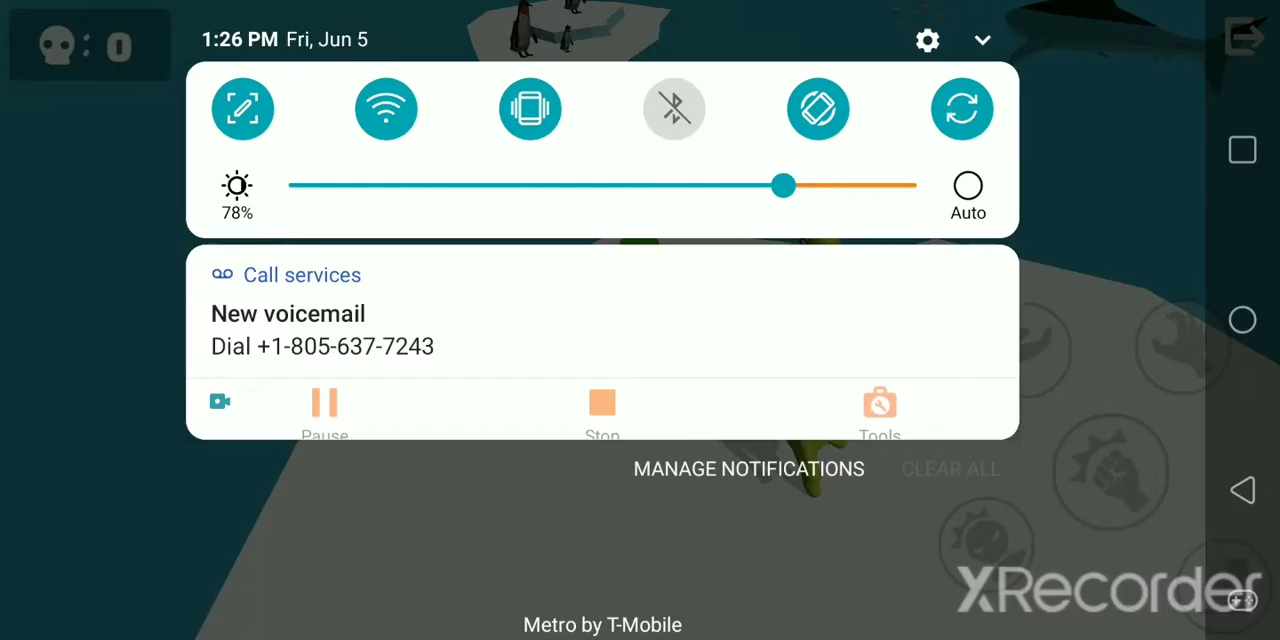 : 0
1:26 PM Fri, Jun 5
78%
Auto
Call services
New voicemail
Dial +1-805-637-7243
Pause
Stop
Tools
MANAGE NOTIFICATIONS
CLEAR ALL
XRecorder
Metro by T-Mobile